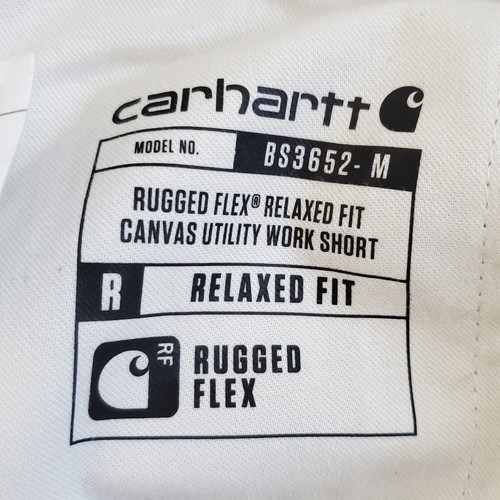 carhartt
MODEL NO. BS3652- M
RUGGED FLEX® RELAXED FIT
CANVAS UTILITY WORK SHORT
R RELAXED FIT
RF
RUGGED
FLEX